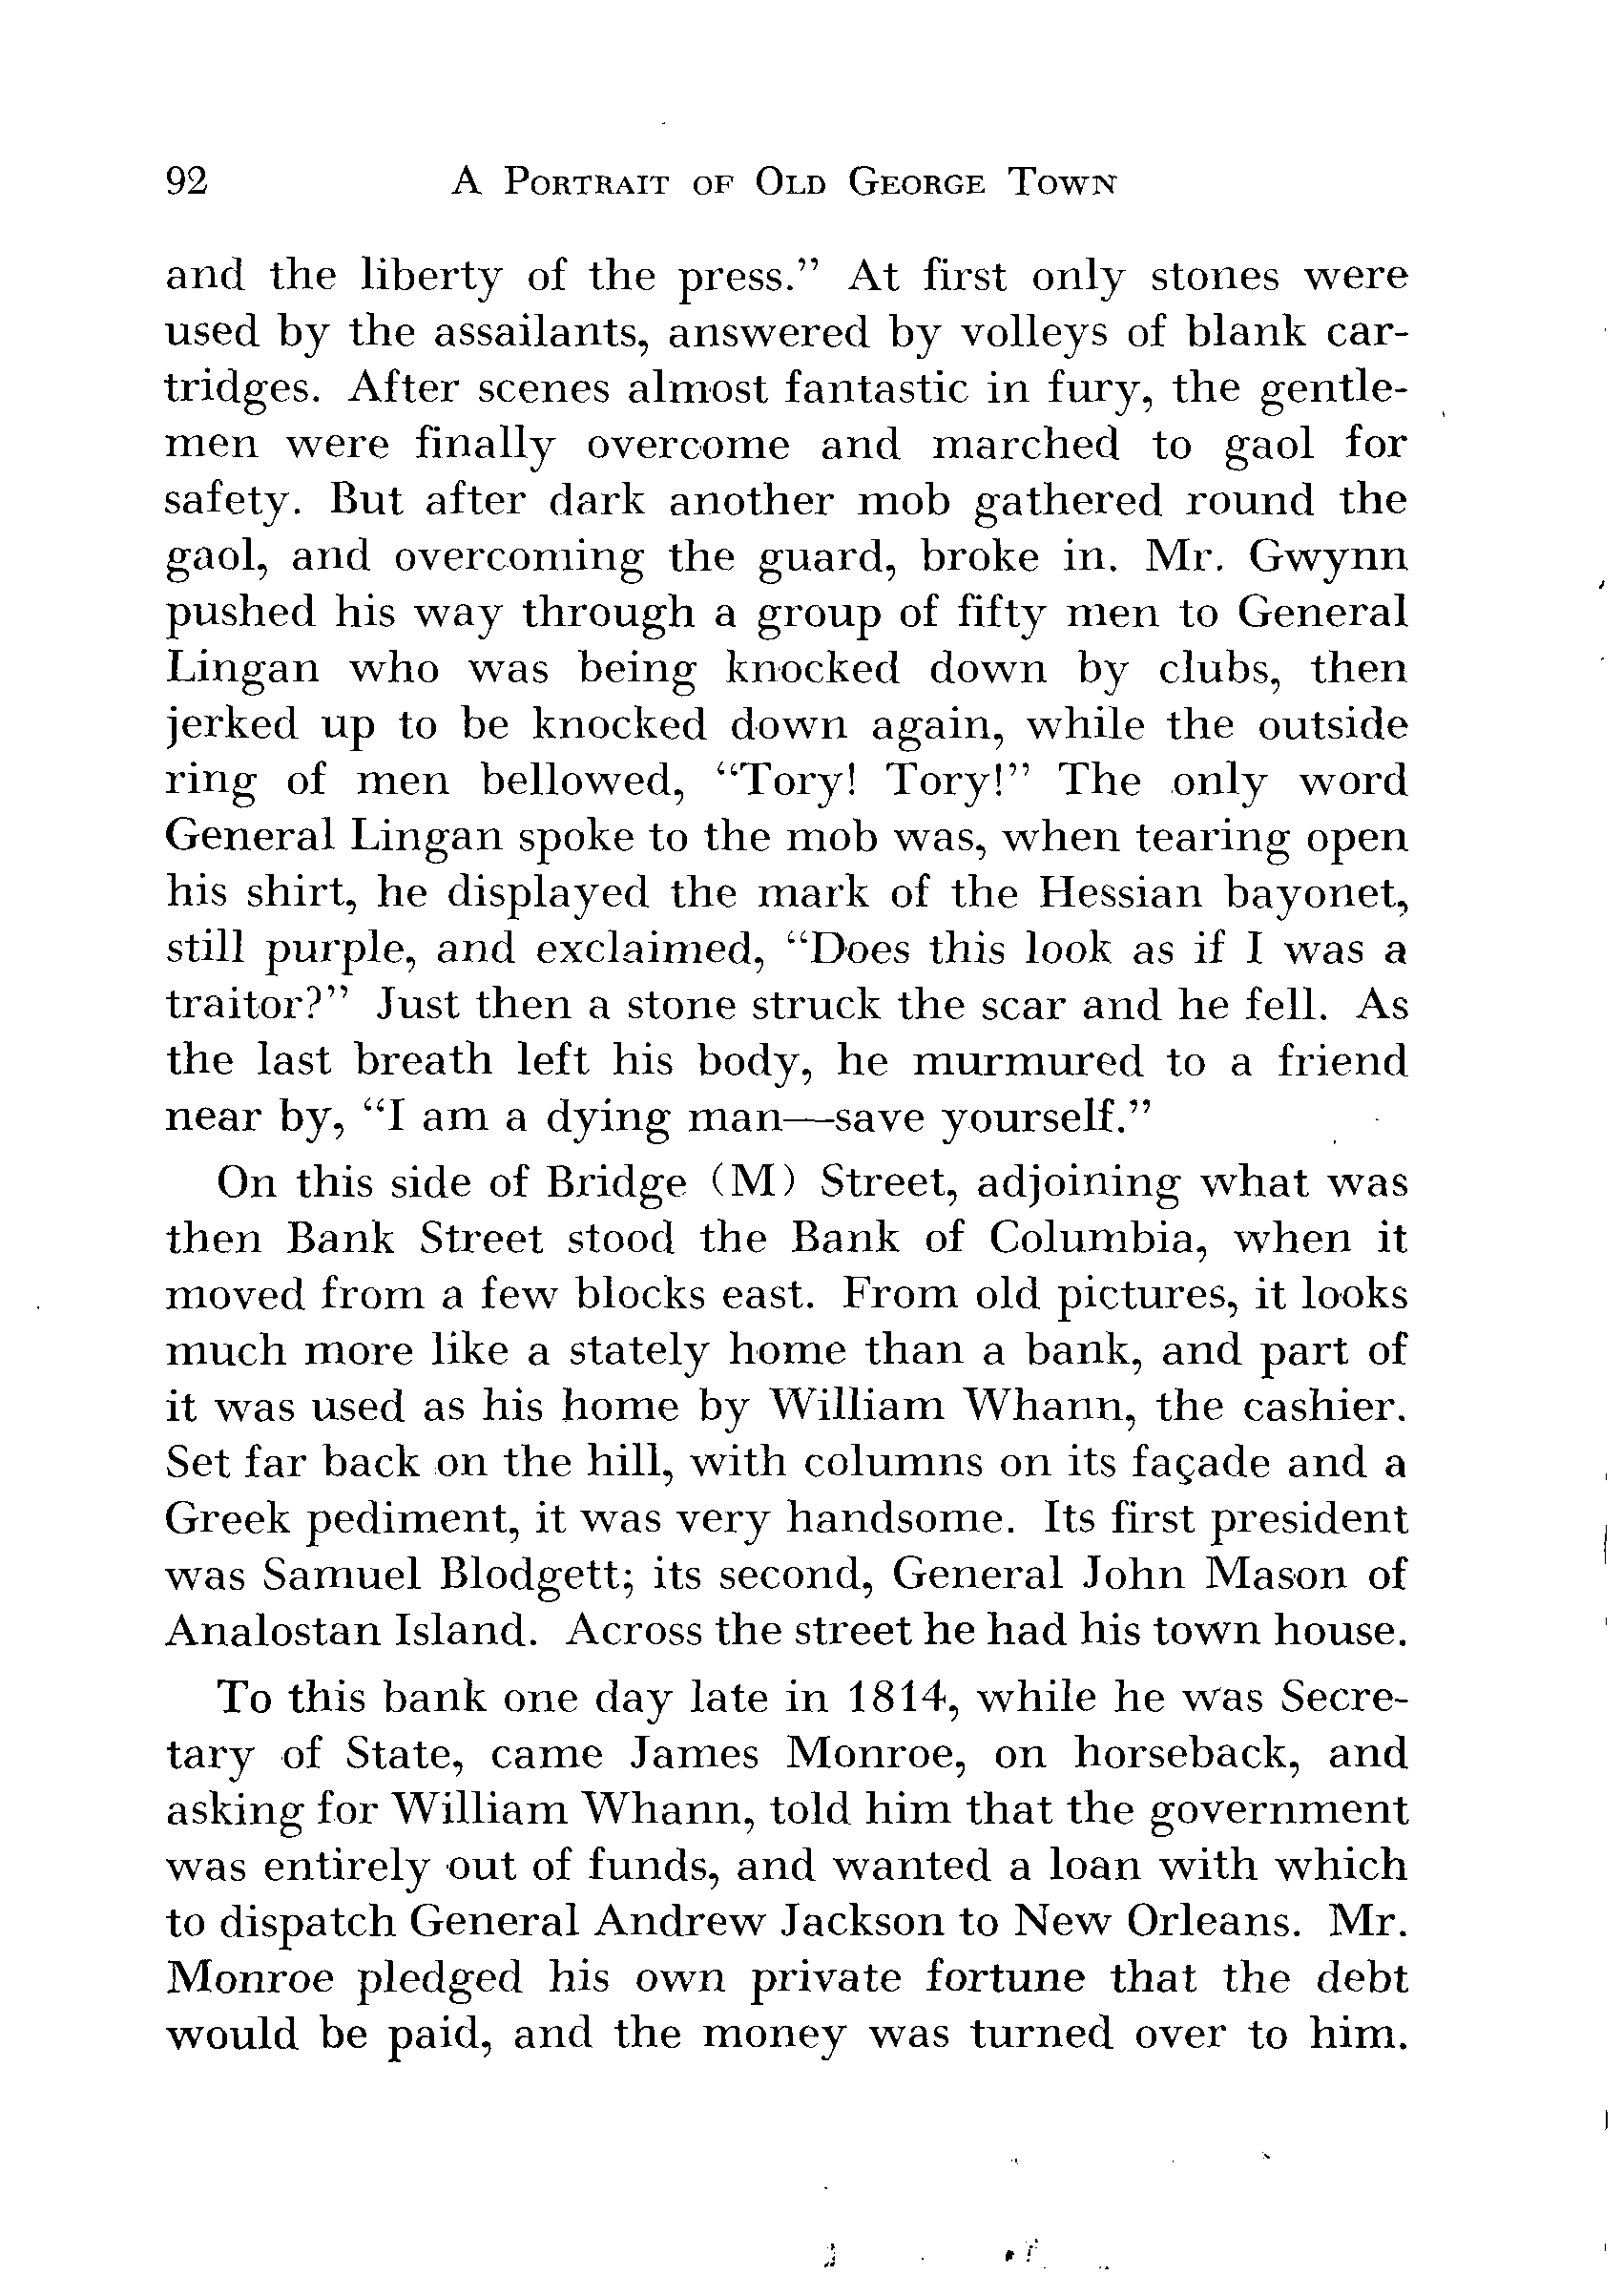 92 A PORTRAIT OF OLD GEORGE TOWN
and the liberty of the press.” At first only stones were
used by the assailants, answered by volleys of blank car-
tridges. After scenes almost fantastic in fury, the gentle-
men were finally overcome and marched to gaol for
safety. But after dark another mob gathered round the
gaol, and overcoming the guard, broke in. Mr. Gwynn
pushed his way through a group of fifty men to General
Lingan who was being knocked down by clubs, then
jerked up to be knocked down again, while the outside
ring of men bellowed, “Tory! Tory!” The only word
General Lingan spoke to the mob was, when tearing open
his shirt, he displayed the mark of the Hessian bayonet,
still purple, and exclaimed, “Does this look as if I was a
traitor?” Just then a stone struck the scar and he fell. As
the last breath left his body, he murmured to a friend
near by, “I am a dying man—save yourself.”
On this side of Bridge (M) Street, adjoining what was
then Bank Street stood the Bank of Columbia, when it
moved from a few blocks east. From old pictures, it looks
much more like a stately home than a bank, and part of
it was used as his home by William Whann, the cashier.
Set far back on the hill, with columns on its façade and a
Greek pediment, it was very handsome. Its first president
was Samuel Blodgett; its second, General John Mason of
Analostan Island. Across the street he had his town house.
To this bank one day late in 1814, while he was Secre-
tary of State, came James Monroe, on horseback, and
asking for William Whann, told him that the government
was entirely out of funds, and wanted a loan with which
to dispatch General Andrew Jackson to New Orleans. Mr.
Monroe pledged his own private fortune that the debt
would be paid, and the money was turned over to him.